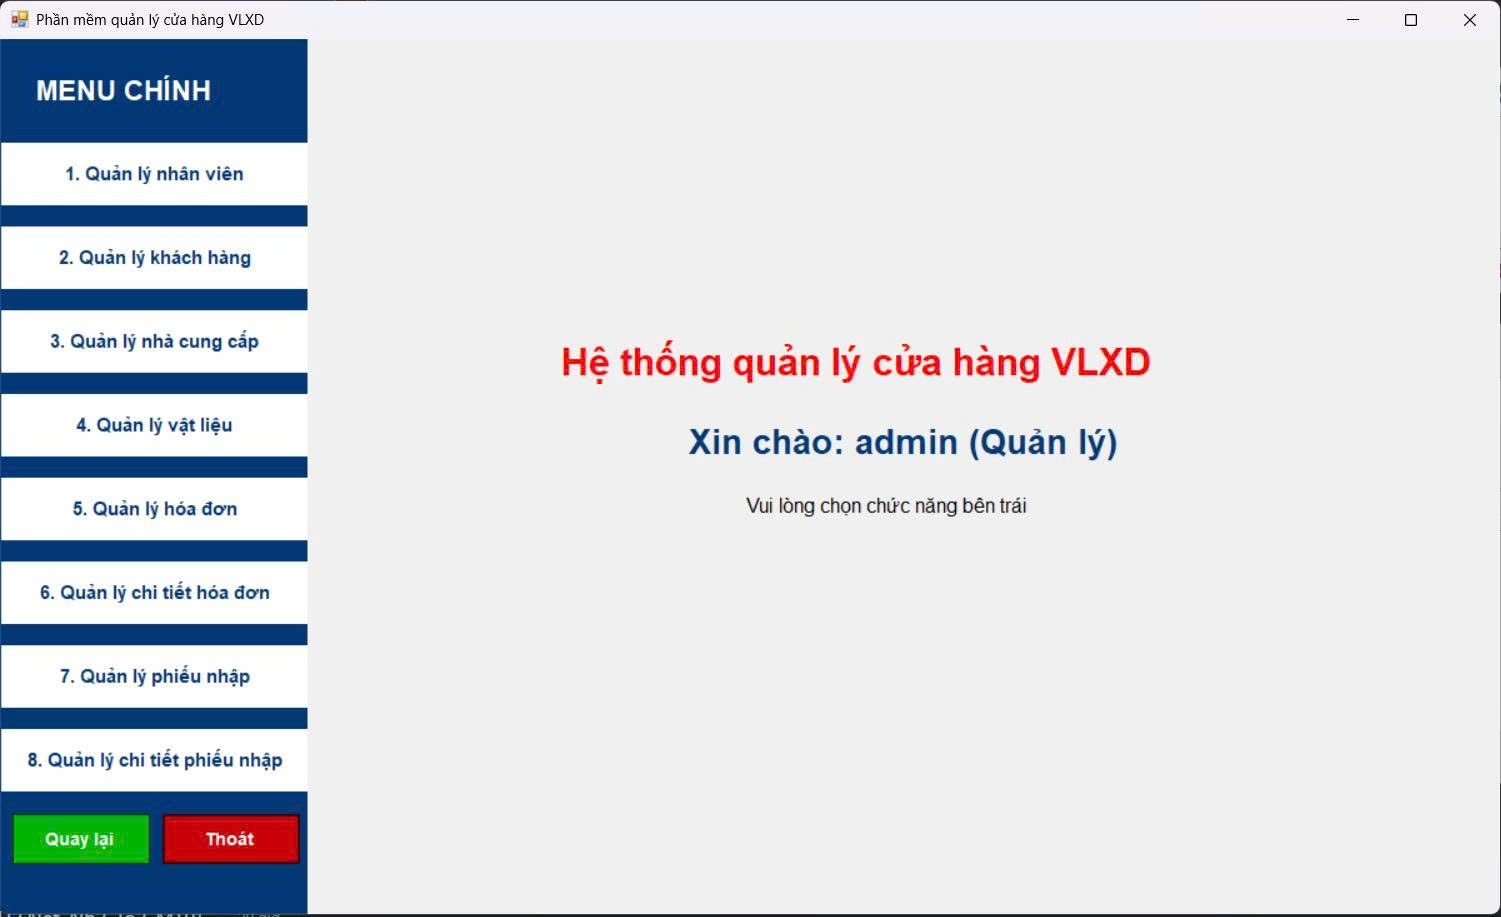 Phần mềm quản lý cửa hàng VLXD
MENU CHÍNH
1. Quản lý nhân viên
2. Quản lý khách hàng
3. Quản lý nhà cung cấp
4. Quản lý vật liệu
5. Quản lý hóa đơn
6. Quản lý chi tiết hóa đơn
7. Quản lý phiếu nhập
8. Quản lý chi tiết phiếu nhập
Quay lại
Thoát
Hệ thống quản lý cửa hàng VLXD
Xin chào: admin (Quản lý)
Vui lòng chọn chức năng bên trái